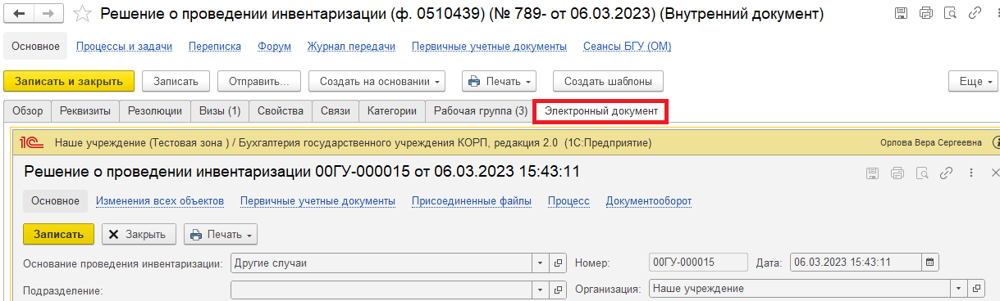 Решение о проведении инвентаризации (ф. 0510439) (№ 789- от 06.03.2023) (Внутренний документ)
Основное Процессы и задачи Переписка Форум Журнал передачи Первичные учетные документы Сеансы БГУ (ОМ)
Записать и закрыть Записать Отправить... Создать на основании Печать Создать шаблоны Еще
Обзор Реквизиты Резолюции Визы (1) Свойства Связи Категории Рабочая группа (3) Электронный документ
1С Наше учреждение (Тестовая зона ) / Бухгалтерия государственного учреждения КОРП, редакция 2.0 (1С:Предприятие) Орлова Вера Сергеевна
Решение о проведении инвентаризации 00ГУ-000015 от 06.03.2023 15:43:11
Основное Изменения всех объектов Первичные учетные документы Присоединенные файлы Процесс Документооборот
Записать Закрыть Печать
Основание проведения инвентаризации: Другие случаи Номер: 00ГУ-000015 Дата: 06.03.2023 15:43:11
Подразделение: Организация: Наше учреждение